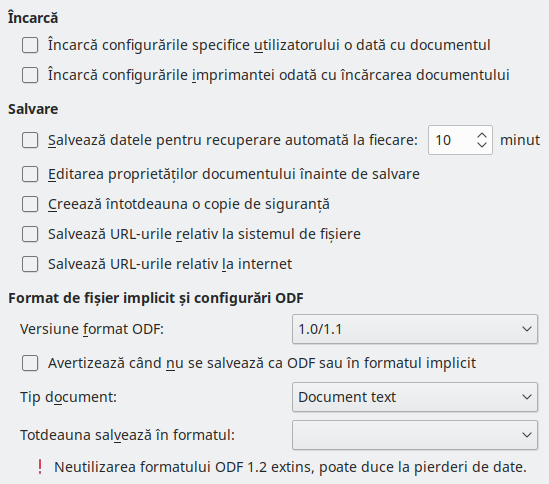 Încarcă
Încarcă configurările specifice utilizatorului o dată cu documentul
Încarcă configurările imprimantei odată cu încărcarea documentului
Salvare
Salvează datele pentru recuperare automată la fiecare: 10 minut
Editarea proprietăților documentului înainte de salvare
Creează întotdeauna o copie de siguranță
Salvează URL-urile relativ la sistemul de fișiere
Salvează URL-urile relativ la internet
Format de fișier implicit și configurări ODF
Versiune format ODF: 1.0/1.1
Avertizează când nu se salvează ca ODF sau în formatul implicit
Tip document: Document text
Totdeauna salvează în formatul:
! Neutilizarea formatului ODF 1.2 extins, poate duce la pierderi de date.